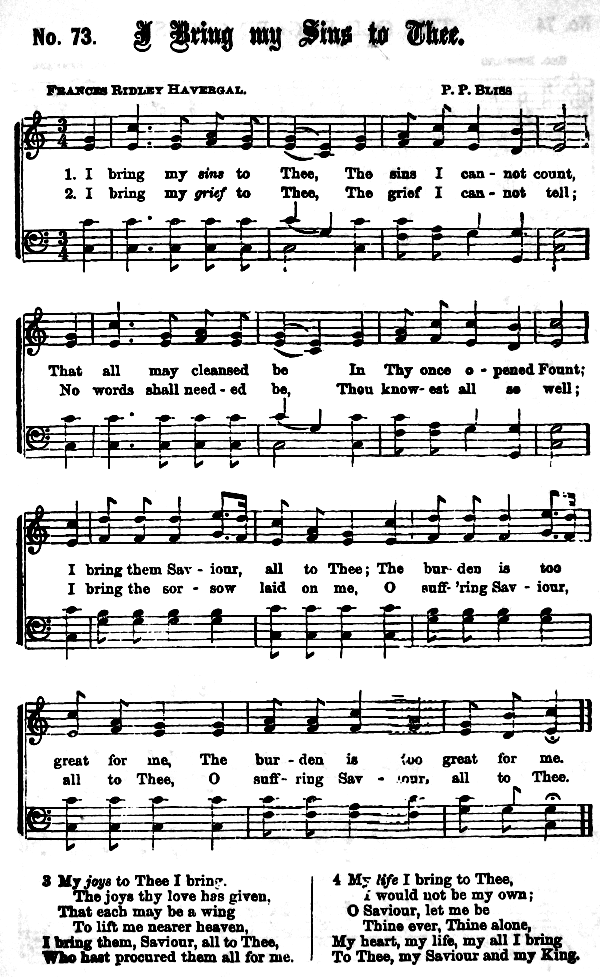 No. 73. I Bring my Sins to Thee.
FRANCES RIDLEY HAVERGAL. P. P. BLISS
1. I bring my sins to Thee, The sins I can-not count,
2. I bring my grief to Thee, The grief I can-not tell;
That all may cleansed be In Thy once o-pened Fount;
No words shall need-ed be, Thou know-est all so well;
I bring them Sav-iour, all to Thee; The bur-den is too
I bring the sor-sow laid on me, O suff-'ring Sav-iour,
great for me, The bur-den is too great for me.
all to Thee, O suff-ring Sav-iour, all to Thee.
3 My joys to Thee I bring.
The joys thy love has given,
That each may be a wing
To lift me nearer heaven,
I bring them, Saviour, all to Thee,
Who hast procured them all for me.
4 My life I bring to Thee,
I would not be my own;
O Saviour, let me be
Thine ever, Thine alone,
My heart, my life, my all I bring
To Thee, my Saviour and my King.